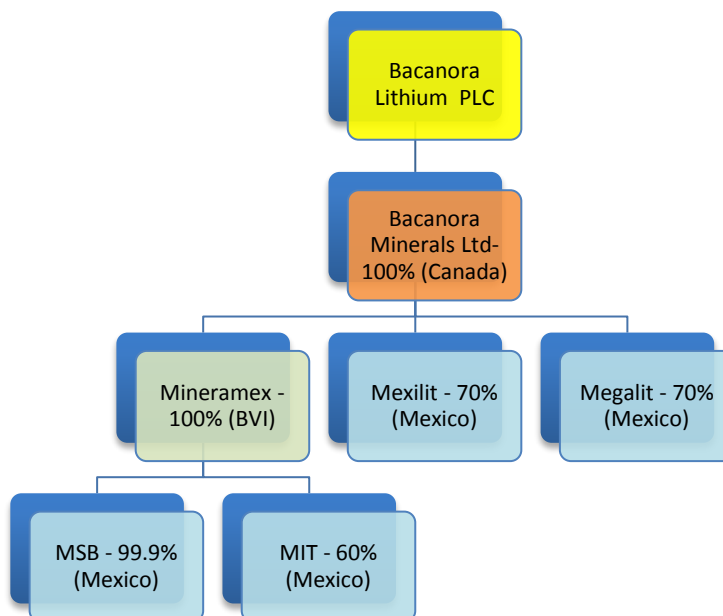 Bacanora
Lithium  PLC
Bacanora
Minerals Ltd-
100% (Canada)
Mineramex -
100% (BVI)
Mexilit - 70%
(Mexico)
Megalit - 70%
(Mexico)
MSB - 99.9%
(Mexico)
MIT - 60%
(Mexico)